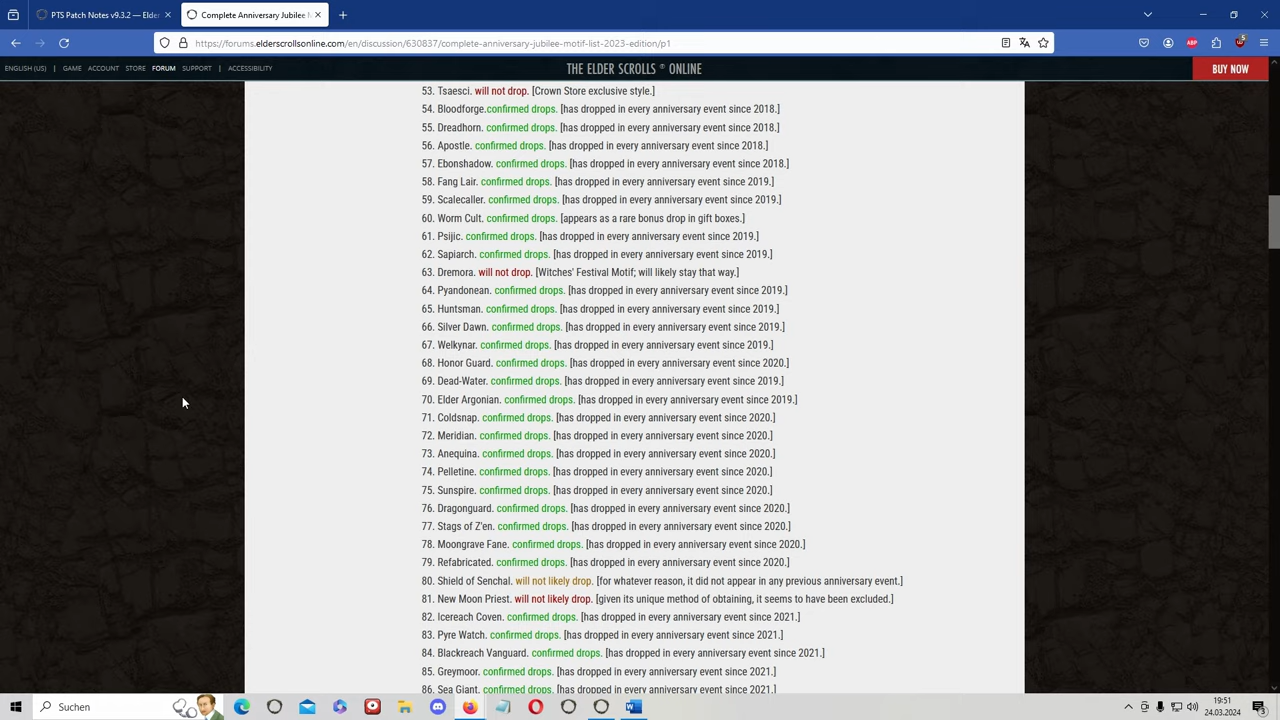 PTS Patch Notes v9.3.2 — Elder
Complete Anniversary Jubilee
https://forums.elderscrollsonline.com/en/discussion/630837/complete-anniversary-jubilee-motif-list-2023-edition/p1
ENGLISH (US) GAME ACCOUNT STORE FORUM SUPPORT ACCESSIBILITY THE ELDER SCROLLS ® ONLINE BUY NOW
53. Tsaesci. will not drop. [Crown Store exclusive style.]
54. Bloodforge.confirmed drops. [has dropped in every anniversary event since 2018.]
55. Dreadhorn. confirmed drops. [has dropped in every anniversary event since 2018.]
56. Apostle. confirmed drops. [has dropped in every anniversary event since 2018.]
57. Ebonshadow. confirmed drops. [has dropped in every anniversary event since 2018.]
58. Fang Lair. confirmed drops. [has dropped in every anniversary event since 2019.]
59. Scalecaller. confirmed drops. [has dropped in every anniversary event since 2019.]
60. Worm Cult. confirmed drops. [appears as a rare bonus drop in gift boxes.]
61. Psijic. confirmed drops. [has dropped in every anniversary event since 2019.]
62. Sapiarch. confirmed drops. [has dropped in every anniversary event since 2019.]
63. Dremora. will not drop. [Witches' Festival Motif; will likely stay that way.]
64. Pyandonean. confirmed drops. [has dropped in every anniversary event since 2019.]
65. Huntsman. confirmed drops. [has dropped in every anniversary event since 2019.]
66. Silver Dawn. confirmed drops. [has dropped in every anniversary event since 2019.]
67. Welkynar. confirmed drops. [has dropped in every anniversary event since 2019.]
68. Honor Guard. confirmed drops. [has dropped in every anniversary event since 2020.]
69. Dead-Water. confirmed drops. [has dropped in every anniversary event since 2019.]
70. Elder Argonian. confirmed drops. [has dropped in every anniversary event since 2019.]
71. Coldsnap. confirmed drops. [has dropped in every anniversary event since 2020.]
72. Meridian. confirmed drops. [has dropped in every anniversary event since 2020.]
73. Anequina. confirmed drops. [has dropped in every anniversary event since 2020.]
74. Pelletine. confirmed drops. [has dropped in every anniversary event since 2020.]
75. Sunspire. confirmed drops. [has dropped in every anniversary event since 2020.]
76. Dragonguard. confirmed drops. [has dropped in every anniversary event since 2020.]
77. Stags of Z'en. confirmed drops. [has dropped in every anniversary event since 2020.]
78. Moongrave Fane. confirmed drops. [has dropped in every anniversary event since 2020.]
79. Refabricated. confirmed drops. [has dropped in every anniversary event since 2020.]
80. Shield of Senchal. will not likely drop. [for whatever reason, it did not appear in any previous anniversary event.]
81. New Moon Priest. will not likely drop. [given its unique method of obtaining, it seems to have been excluded.]
82. Icereach Coven. confirmed drops. [has dropped in every anniversary event since 2021.]
83. Pyre Watch. confirmed drops. [has dropped in every anniversary event since 2021.]
84. Blackreach Vanguard. confirmed drops. [has dropped in every anniversary event since 2021.]
85. Greymoor. confirmed drops. [has dropped in every anniversary event since 2021.]
86. Sea Giant. confirmed drops. [has dropped in every anniversary event since 2021.]
Suchen
19:51
24.03.2024